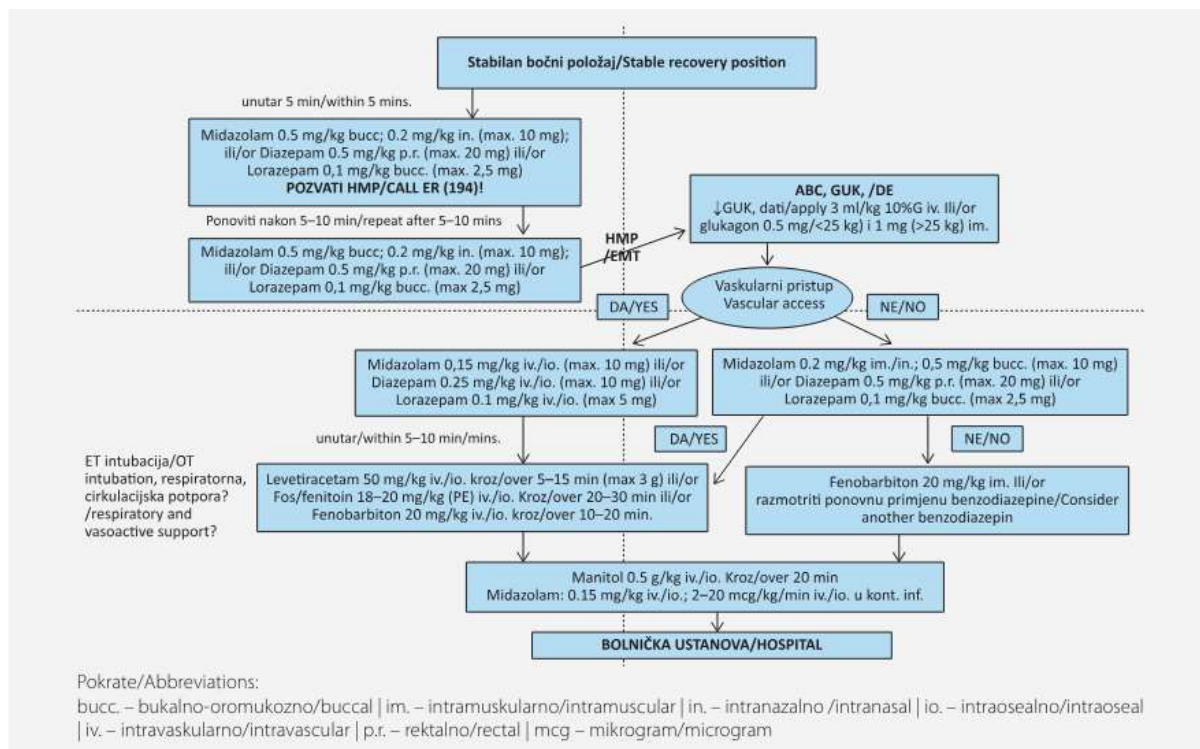 Stabilan bočni položaj/Stable recovery position
unutar 5 min/within 5 mins.
Midazolam 0.5 mg/kg bucc; 0.2 mg/kg in. (max. 10 mg);
ili/or Diazepam 0.5 mg/kg p.r. (max. 20 mg) ili/or
Lorazepam 0,1 mg/kg bucc. (max. 2,5 mg)
POZVATI HMP/CALL ER (194)!
Ponoviti nakon 5–10 min/repeat after 5–10 mins
Midazolam 0.5 mg/kg bucc; 0.2 mg/kg in. (max. 10 mg);
ili/or Diazepam 0.5 mg/kg p.r. (max. 20 mg) ili/or
Lorazepam 0,1 mg/kg bucc. (max 2,5 mg)
HMP
/EMT
ABC, GUK, /DE
↓GUK, dati/apply 3 ml/kg 10%G iv. Ili/or
glukagon 0.5 mg/<25 kg) i 1 mg (>25 kg) im.
Vaskularni pristup
Vascular access
DA/YES
NE/NO
Midazolam 0,15 mg/kg iv./io. (max. 10 mg) ili/or
Diazepam 0.25 mg/kg iv./io. (max. 10 mg) ili/or
Lorazepam 0.1 mg/kg iv./io. (max 5 mg)
Midazolam 0.2 mg/kg im./in.; 0,5 mg/kg bucc. (max. 10 mg)
ili/or Diazepam 0.5 mg/kg p.r. (max. 20 mg) ili/or
Lorazepam 0,1 mg/kg bucc. (max 2,5 mg)
unutar/within 5–10 min/mins.
DA/YES
NE/NO
ET intubacija/OT
intubation, respiratorna,
cirkulacijska potpora?
/respiratory and
vasoactive support?
Levetiracetam 50 mg/kg iv./io. kroz/over 5–15 min (max 3 g) ili/or
Fos/fenitoin 18–20 mg/kg (PE) iv./io. Kroz/over 20–30 min ili/or
Fenobarbiton 20 mg/kg iv./io. kroz/over 10–20 min.
Fenobarbiton 20 mg/kg im. Ili/or
razmotriti ponovnu primjenu benzodiazepine/Consider
another benzodiazepin
Manitol 0.5 g/kg iv./io. Kroz/over 20 min
Midazolam: 0.15 mg/kg iv./io.; 2–20 mcg/kg/min iv./io. u kont. inf.
BOLNIČKA USTANOVA/HOSPITAL
Pokrate/Abbreviations:
bucc. – bukalno-oromukozno/buccal | im. – intramuskularno/intramuscular | in. – intranazalno /intranasal | io. – intraosealno/intraoseal
| iv. – intravaskularno/intravascular | p.r. – rektalno/rectal | mcg – mikrogram/microgram